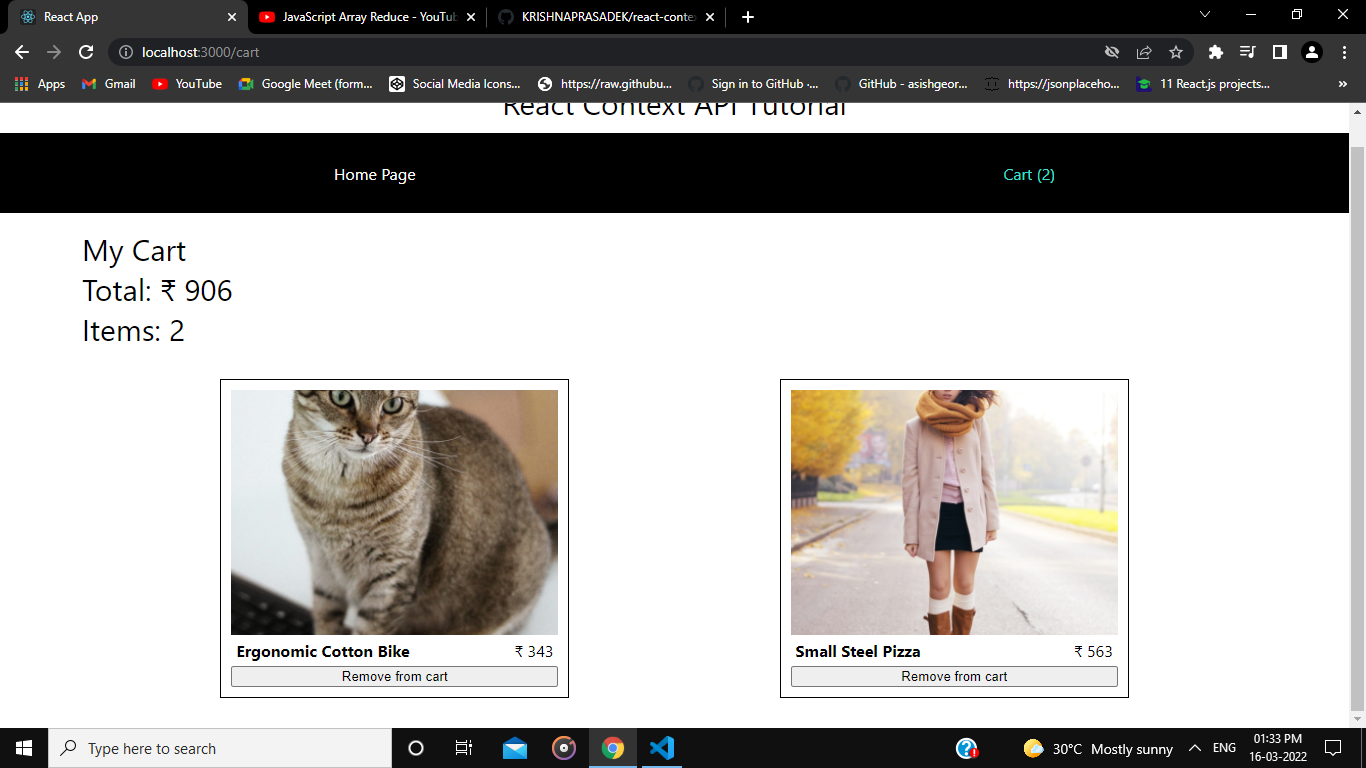 React App
JavaScript Array Reduce - YouTub
KRISHNAPRASADEK/react-conte
localhost:3000/cart
Apps
Gmail
YouTube
Google Meet (form...
Social Media Icons...
https://raw.githubu...
Sign in to GitHub ·...
GitHub - asishgeor...
https://jsonplaceho...
11 React.js projects...
»
React Context API Tutorial
Home Page
Cart (2)
My Cart
Total: ₹ 906
Items: 2
Ergonomic Cotton Bike ₹ 343
Remove from cart
Small Steel Pizza ₹ 563
Remove from cart
Type here to search
30°C Mostly sunny
ENG
01:33 PM
16-03-2022